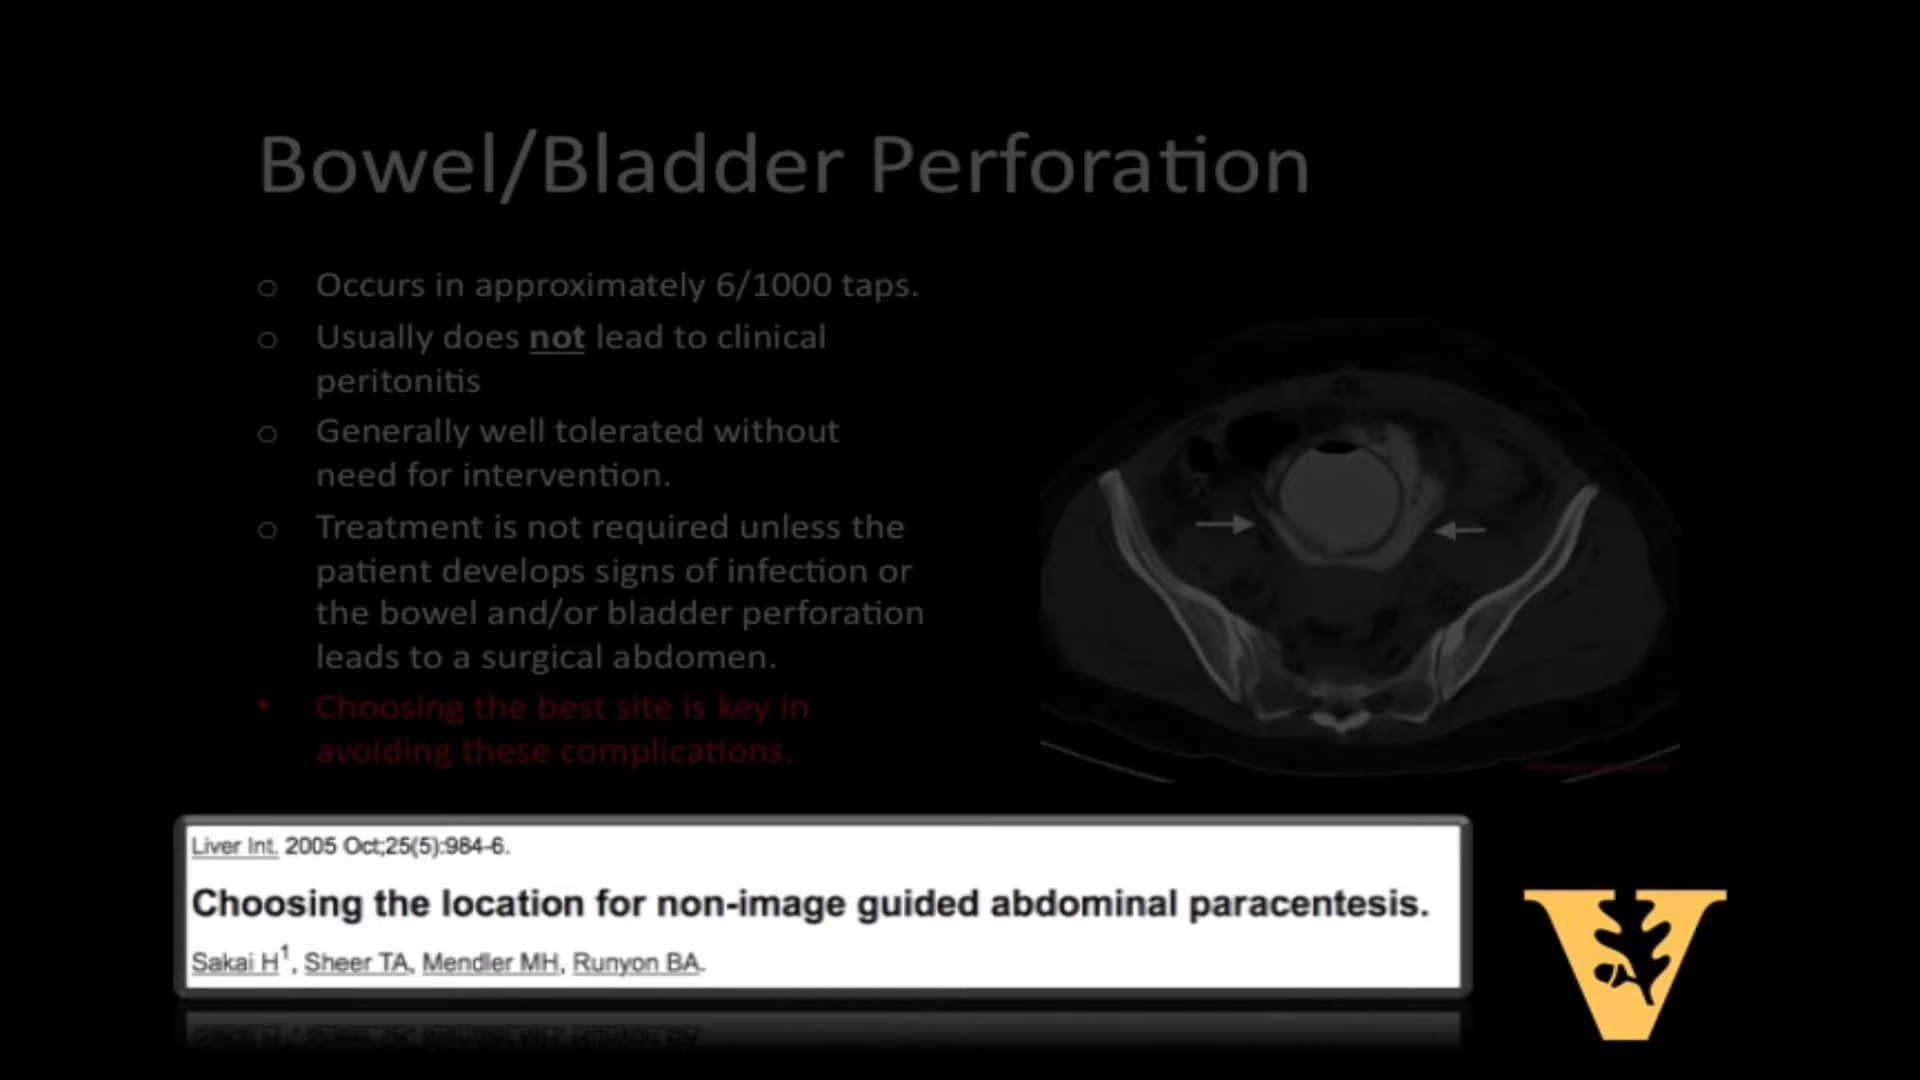 Bowel/Bladder Perforation
o Occurs in approximately 6/1000 taps.
o Usually does not lead to clinical
peritonitis
o Generally well tolerated without
need for intervention.
o Treatment is not required unless the
patient develops signs of infection or
the bowel and/or bladder perforation
leads to a surgical abdomen.
• Choosing the best site is key in
avoiding these complications.
Liver Int. 2005 Oct;25(5):984-6.
Choosing the location for non-image guided abdominal paracentesis.
Sakai H1, Sheer TA, Mendler MH, Runyon BA.